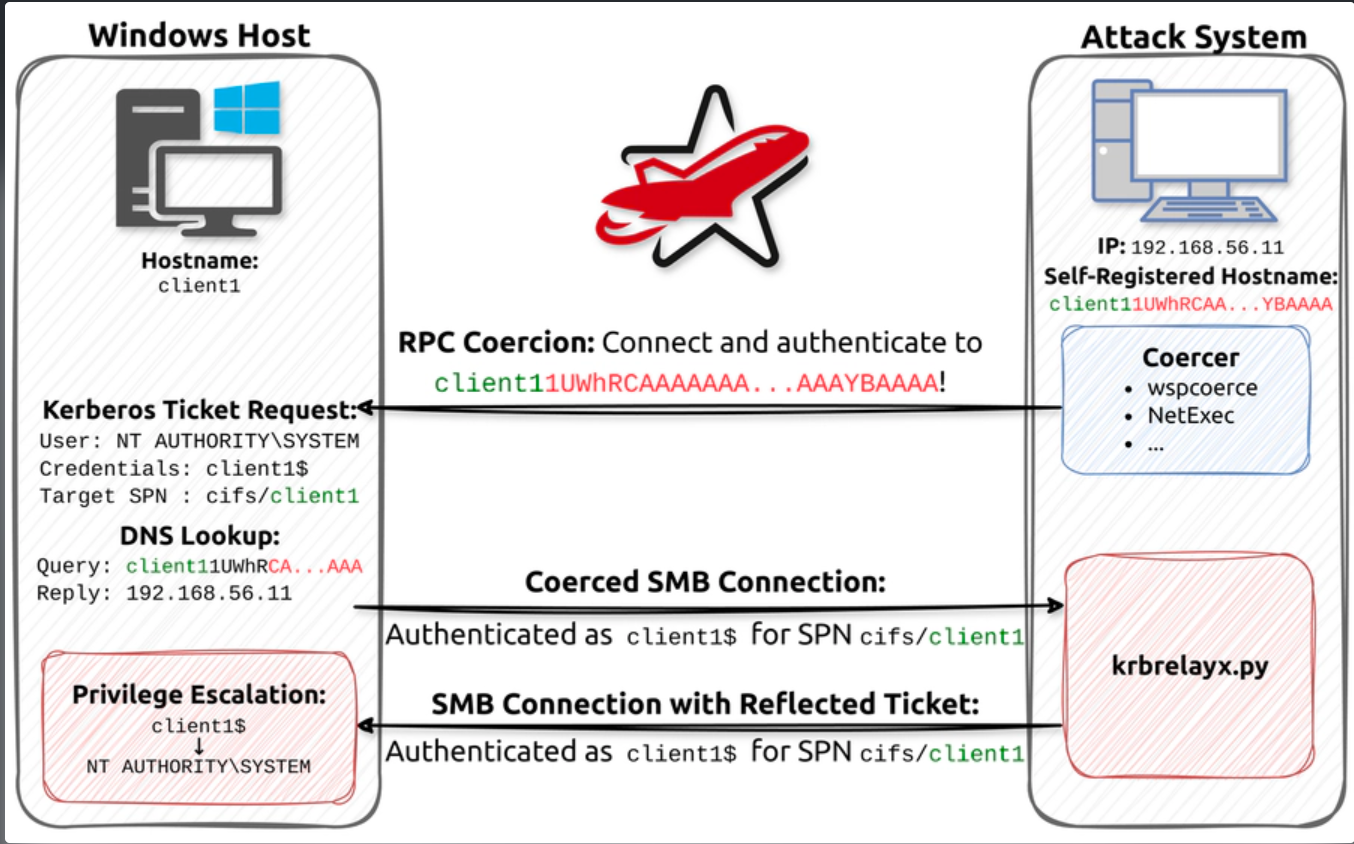 Windows Host
Hostname:
client1
Attack System
IP: 192.168.56.11
Self-Registered Hostname:
client11UWhRCAA...YBAAAA
RPC Coercion: Connect and authenticate to
client11UWhRCAAAAAAA...AAAYBAAAA!
Coercer
• wspcoerce
• NetExec
• ...
Kerberos Ticket Request:
User: NT AUTHORITY\SYSTEM
Credentials: client1$
Target SPN : cifs/client1
DNS Lookup:
Query: client11UWhRCA...AAA
Reply: 192.168.56.11
Coerced SMB Connection:
Authenticated as client1$ for SPN cifs/client1
krbrelayx.py
Privilege Escalation:
client1$
↓
NT AUTHORITY\SYSTEM
SMB Connection with Reflected Ticket:
Authenticated as client1$ for SPN cifs/client1